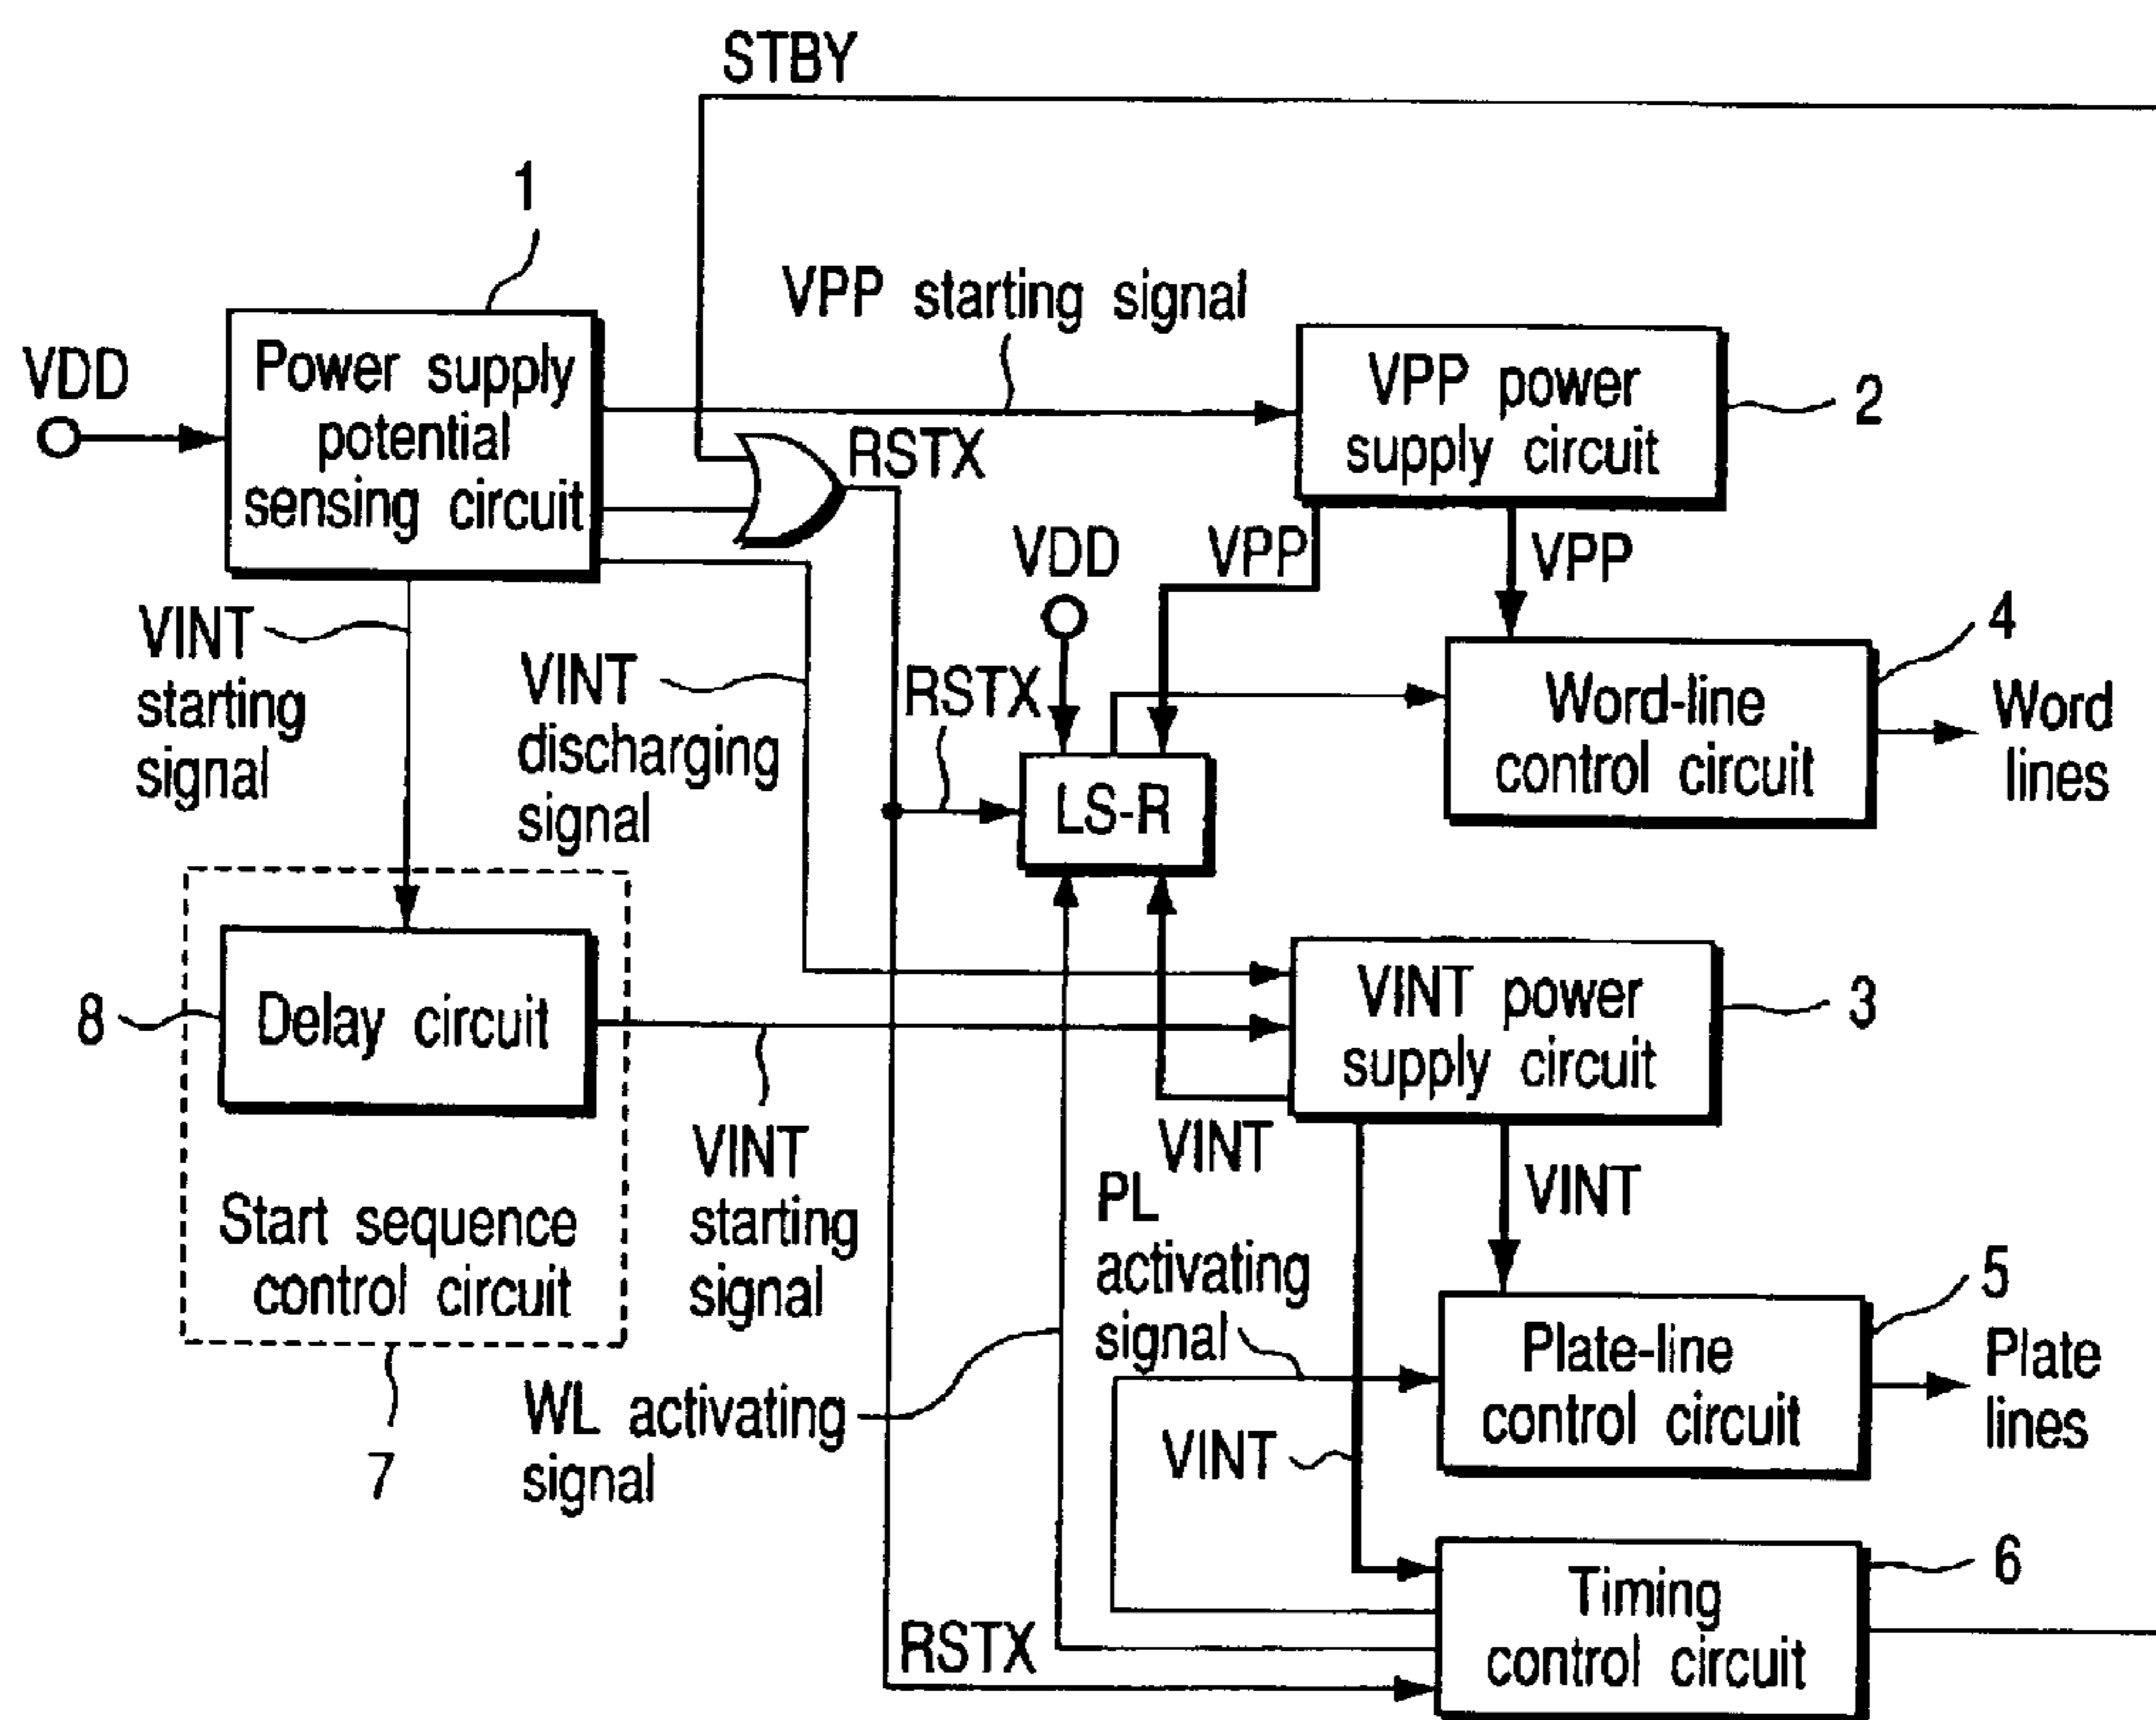 STBY
1
VPP starting signal
VDD
Power supply
potential
sensing circuit
RSTX
VPP power
supply circuit
2
VDD
VPP
VPP
VINT
starting
signal
VINT
discharging
signal
RSTX
LS-R
4
Word-line
control circuit
Word
lines
8
Delay circuit
Start sequence
control circuit
7
VINT
starting
signal
VINT power
supply circuit
3
VINT
VINT
PL
activating
signal
WL activating
signal
VINT
5
Plate-line
control circuit
Plate
lines
RSTX
Timing
control circuit
6